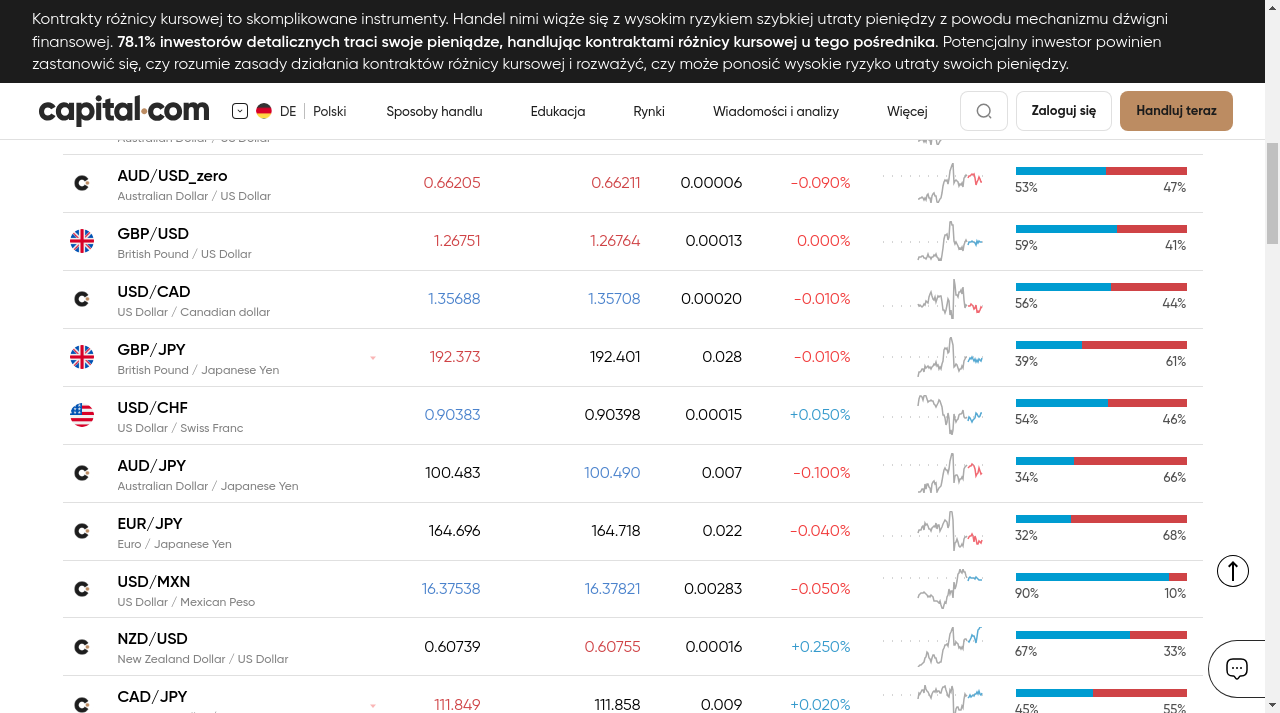 Kontrakty różnicy kursowej to skomplikowane instrumenty. Handel nimi wiąże się z wysokim ryzykiem szybkiej utraty pieniędzy z powodu mechanizmu dźwigni
finansowej. 78.1% inwestorów detalicznych traci swoje pieniądze, handlując kontraktami różnicy kursowej u tego pośrednika. Potencjalny inwestor powinien
zastanowić się, czy rozumie zasady działania kontraktów różnicy kursowej i rozważyć, czy może ponosić wysokie ryzyko utraty swoich pieniędzy.
capital.com DE Polski Sposoby handlu Edukacja Rynki Wiadomości i analizy Więcej Zaloguj się Handluj teraz
Australian Dollar / US Dollar
AUD/USD_zero 0.66205 0.66211 0.00006 -0.090% 53% 47%
Australian Dollar / US Dollar
GBP/USD 1.26751 1.26764 0.00013 0.000% 59% 41%
British Pound / US Dollar
USD/CAD 1.35688 1.35708 0.00020 -0.010% 56% 44%
US Dollar / Canadian dollar
GBP/JPY 192.373 192.401 0.028 -0.010% 39% 61%
British Pound / Japanese Yen
USD/CHF 0.90383 0.90398 0.00015 +0.050% 54% 46%
US Dollar / Swiss Franc
AUD/JPY 100.483 100.490 0.007 -0.100% 34% 66%
Australian Dollar / Japanese Yen
EUR/JPY 164.696 164.718 0.022 -0.040% 32% 68%
Euro / Japanese Yen
USD/MXN 16.37538 16.37821 0.00283 -0.050% 90% 10%
US Dollar / Mexican Peso
NZD/USD 0.60739 0.60755 0.00016 +0.250% 67% 33%
New Zealand Dollar / US Dollar
CAD/JPY 111.849 111.858 0.009 +0.020% 45% 55%